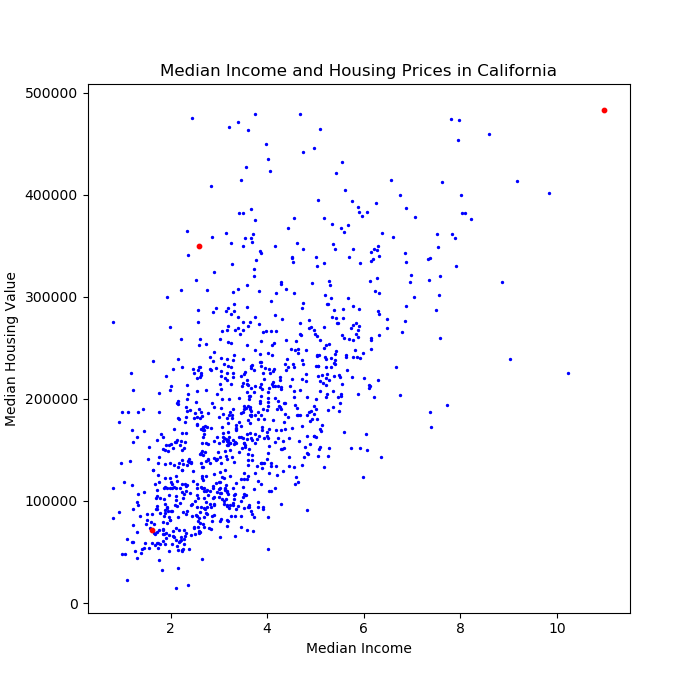 Median Income and Housing Prices in California
500000
400000
300000
200000
100000
0
Median Housing Value
2 4 6 8 10
Median Income